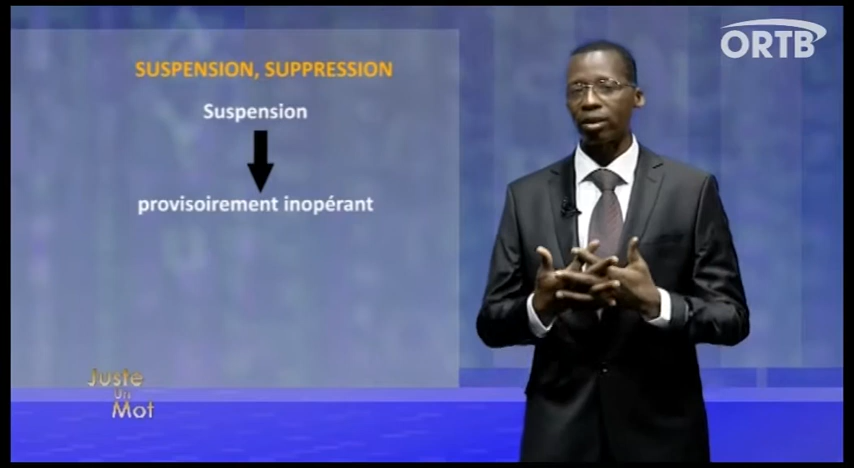 ORTB
SUSPENSION, SUPPRESSION
Suspension
provisoirement inopérant
Juste
Un
Mot